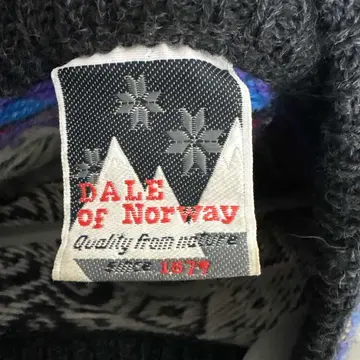 DALE
of Norway
Quality from nature
since 1879